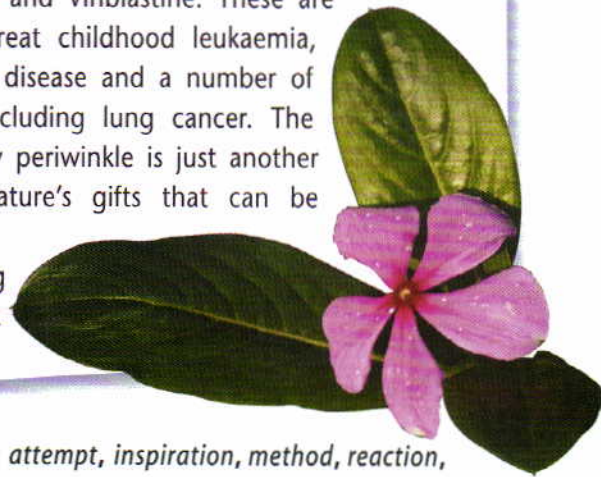 and vinblastine. These are
reat childhood leukaemia,
disease and a number of
cluding lung cancer. The
periwinkle is just another
ature's gifts that can be
g
attempt, inspiration, method, reaction,